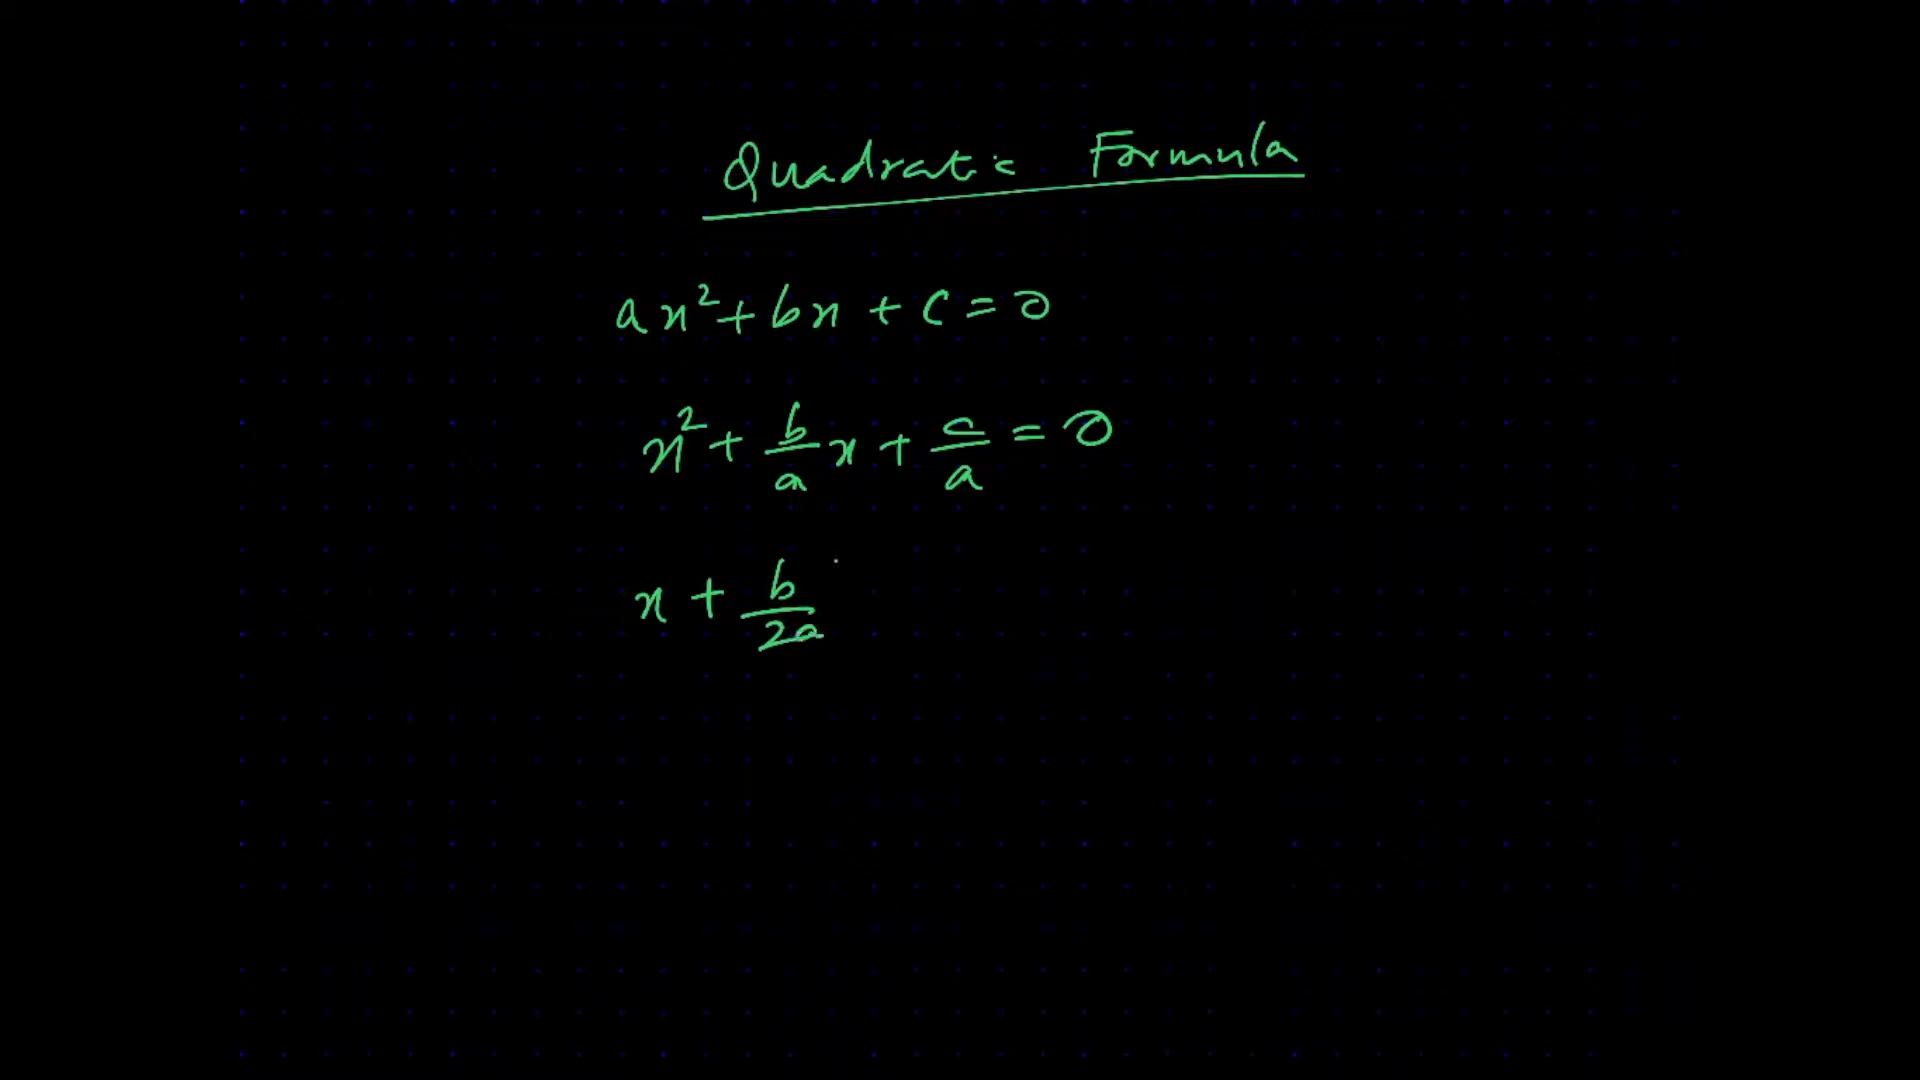 Quadratic Formula
ax² + bx + c = 0
x² + b/a x + c/a = 0
x + b/2a